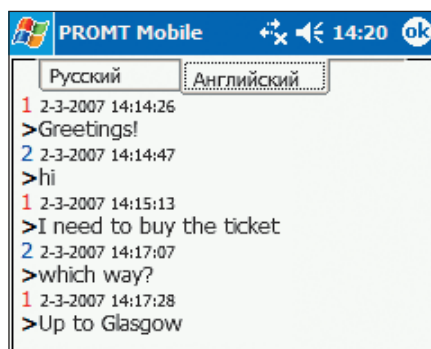 PROMT Mobile 14:20 ok
Русский Английский
1 2-3-2007 14:14:26
>Greetings!
2 2-3-2007 14:14:47
>hi
1 2-3-2007 14:15:13
>I need to buy the ticket
2 2-3-2007 14:17:07
>which way?
1 2-3-2007 14:17:28
>Up to Glasgow